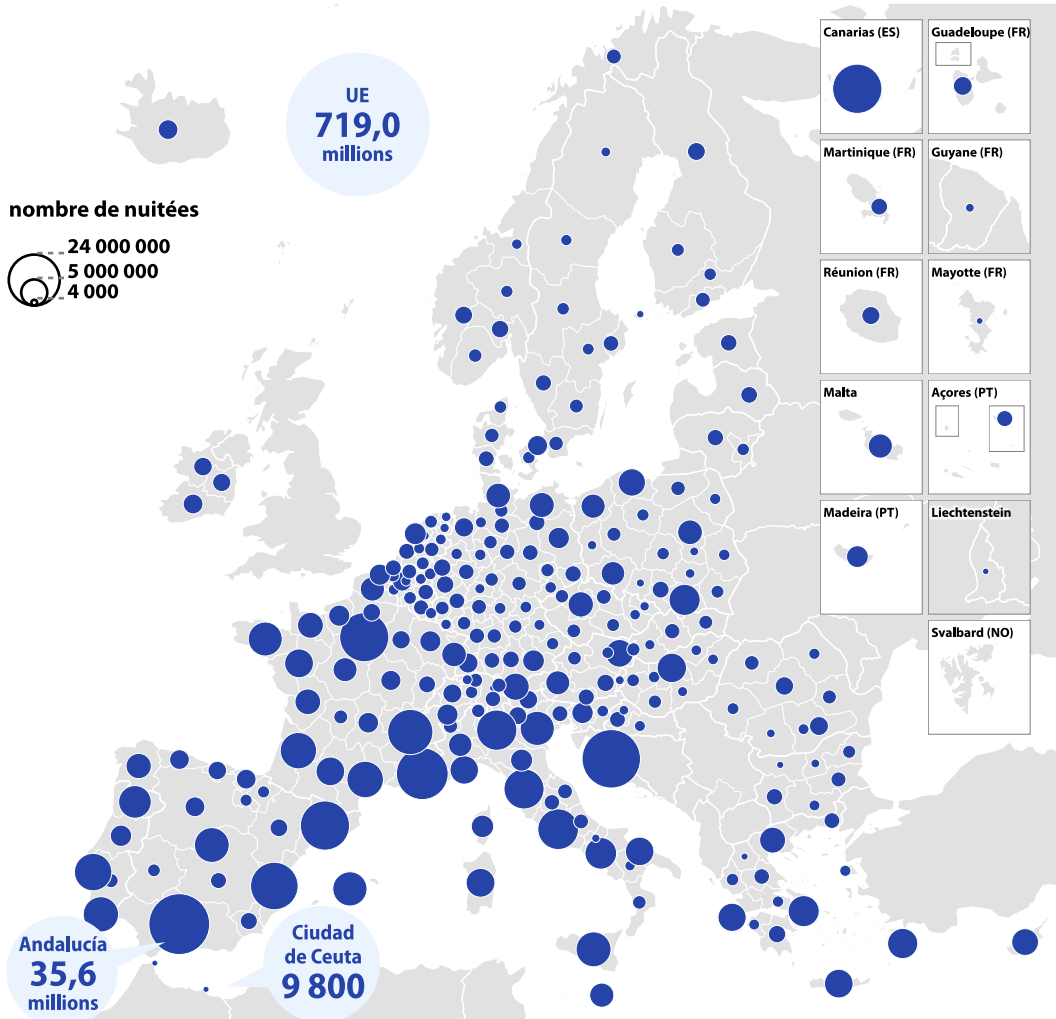 UE
719,0
millions
nombre de nuitées
24 000 000
5 000 000
4 000
Canarias (ES)
Guadeloupe (FR)
Martinique (FR)
Guyane (FR)
Réunion (FR)
Mayotte (FR)
Malta
Açores (PT)
Madeira (PT)
Liechtenstein
Svalbard (NO)
Andalucía
35,6
millions
Ciudad
de Ceuta
9 800